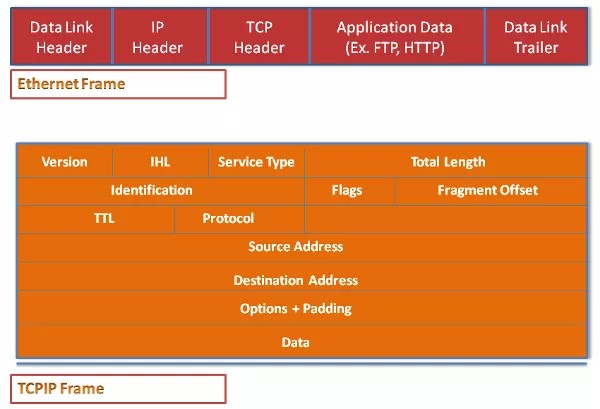 Data Link IP TCP Application Data Data Link
Header Header Header (Ex. FTP, HTTP) Trailer
Ethernet Frame
Version IHL Service Type Total Length
Identification Flags Fragment Offset
TTL Protocol
Source Address
Destination Address
Options + Padding
Data
TCPIP Frame